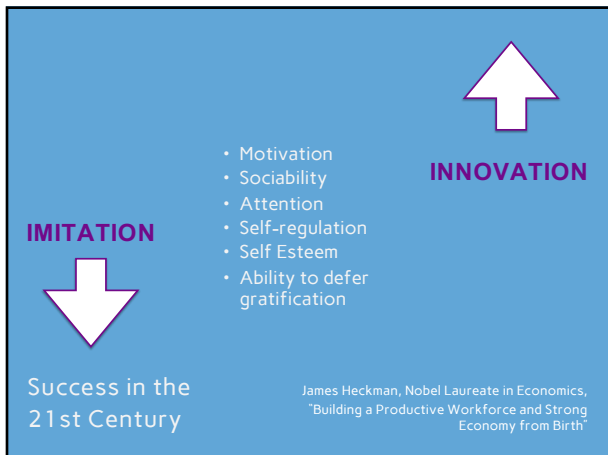 • Motivation
• Sociability
• Attention
• Self-regulation
• Self Esteem
• Ability to defer
gratification
INNOVATION
IMITATION
Success in the
21st Century
James Heckman, Nobel Laureate in Economics,
"Building a Productive Workforce and Strong
Economy from Birth"